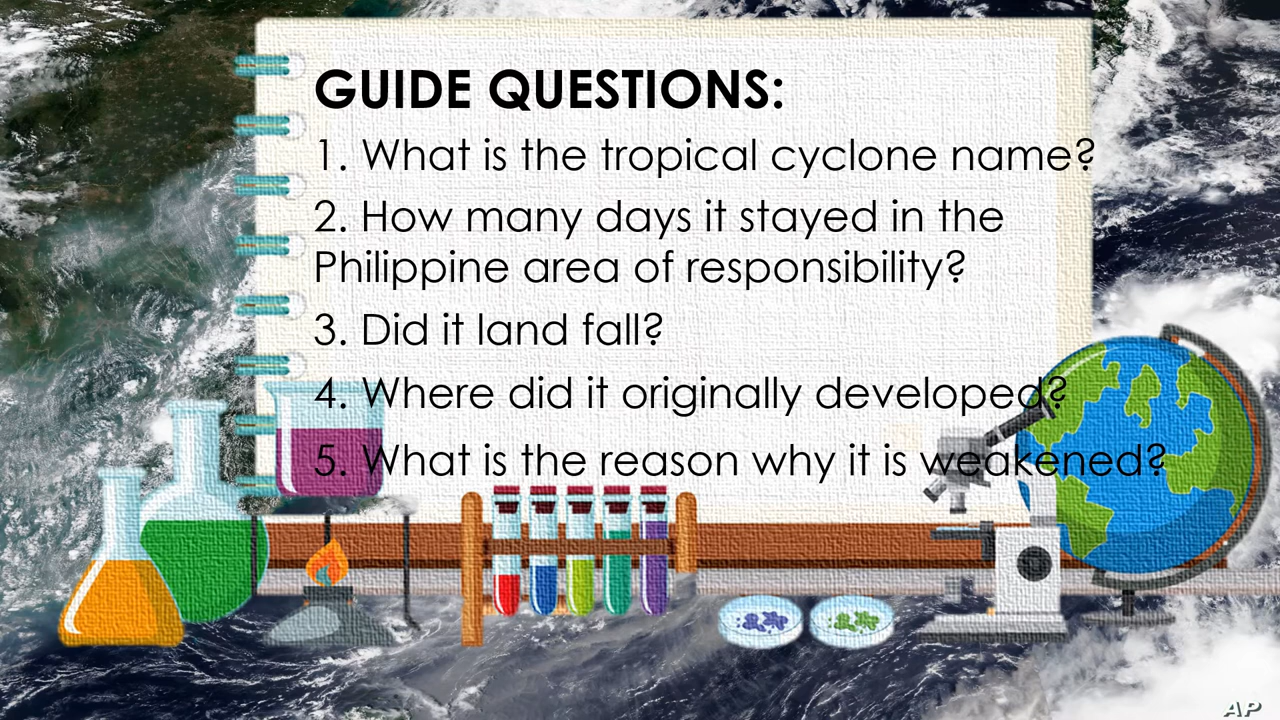 GUIDE QUESTIONS:
1. What is the tropical cyclone name?
2. How many days it stayed in the
Philippine area of responsibility?
3. Did it land fall?
4. Where did it originally developed?
5. What is the reason why it is weakened?
AP